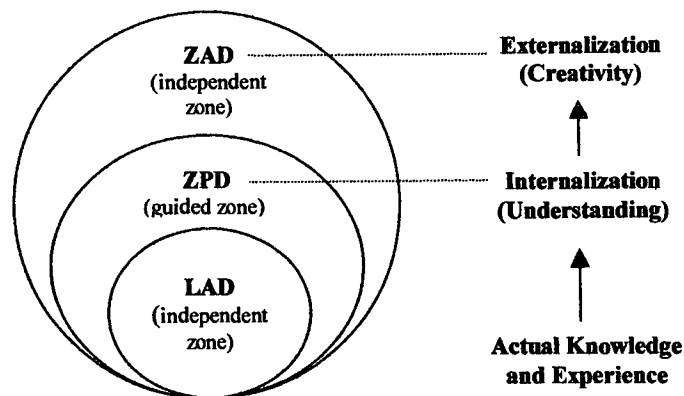 ZAD
(independent
zone)
Externalization
(Creativity)
ZPD
(guided zone)
Internalization
(Understanding)
LAD
(independent
zone)
Actual Knowledge
and Experience